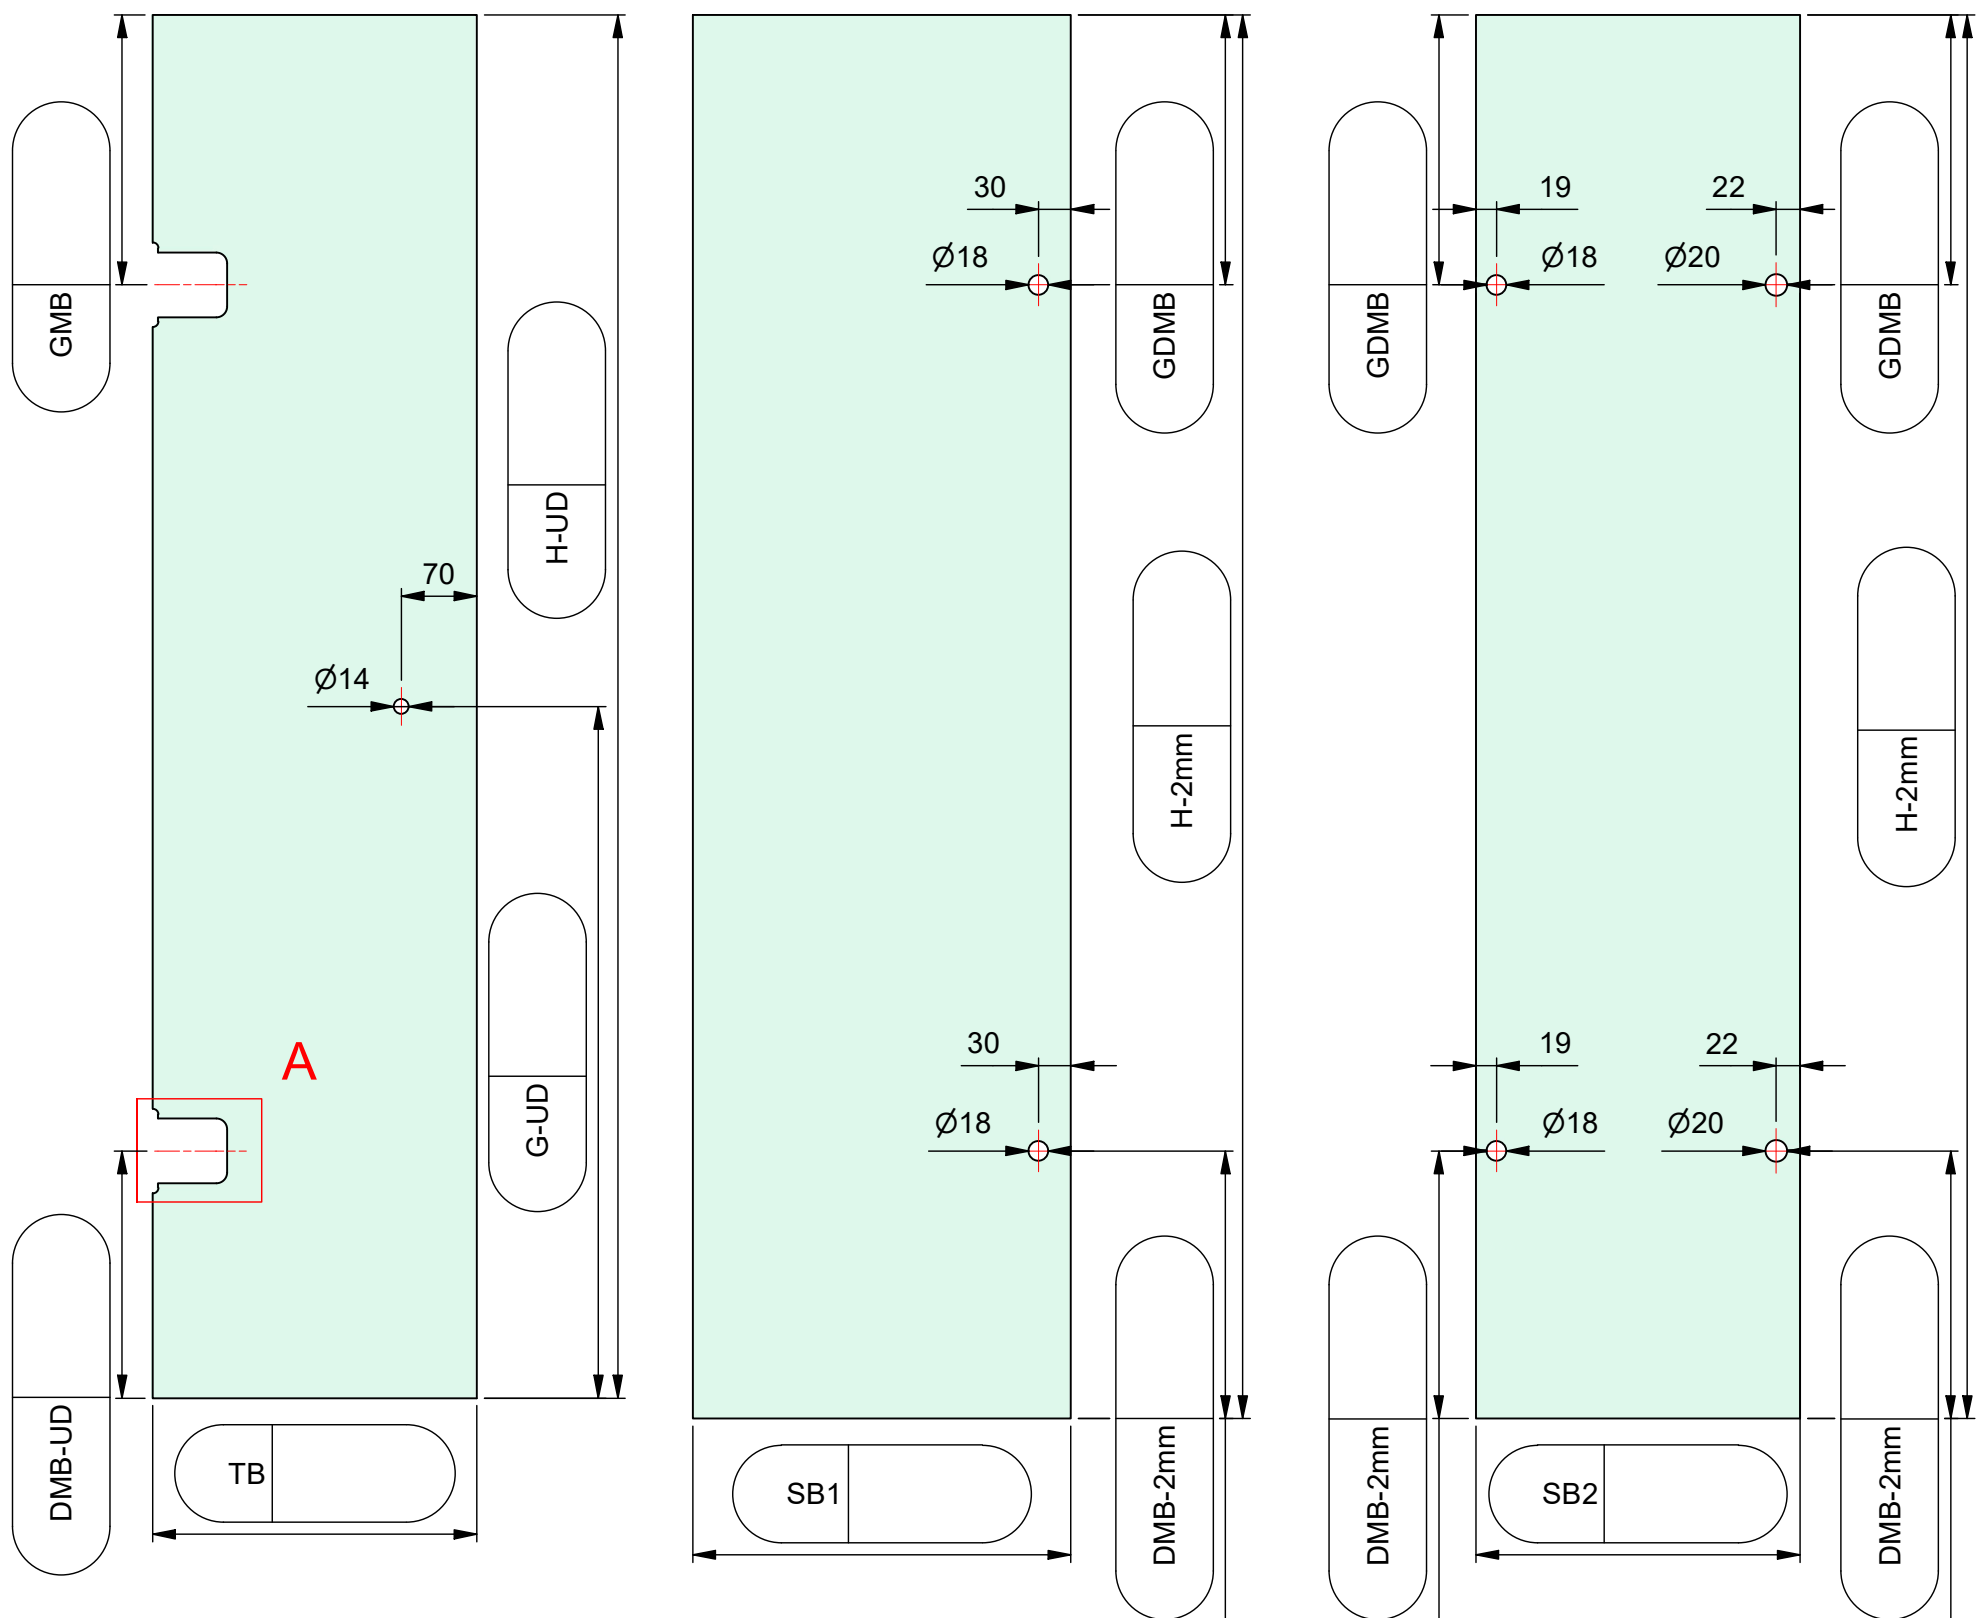 GMB
H-UD
70
Ø14
A
G-UD
DMB-UD
TB
30
Ø18
GDMB
H-2mm
30
Ø18
DMB-2mm
SB1
GDMB
19
Ø18
22
Ø20
GDMB
H-2mm
19
Ø18
22
Ø20
DMB-2mm
DMB-2mm
SB2